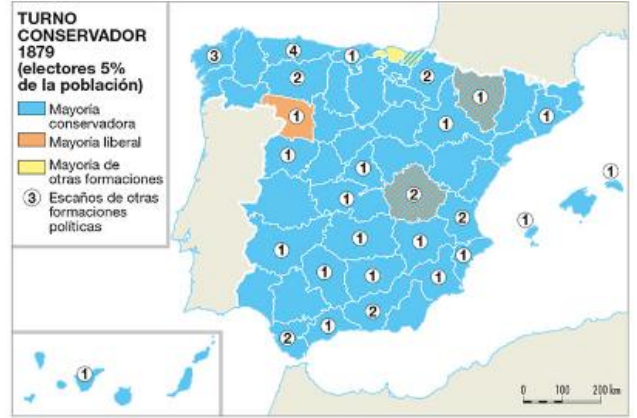 TURNO
CONSERVADOR
1879
(electores 5%
de la población)
Mayoría
conservadora
Mayoría liberal
Mayoría de
otras formaciones
3 Escaños de otras
formaciones
políticas
3
4
1
2
2
1
1
1
1
1
1
1
2
1
1
2
1
1
1
1
1
1
1
1
2
1
2
1
0 100 200 km